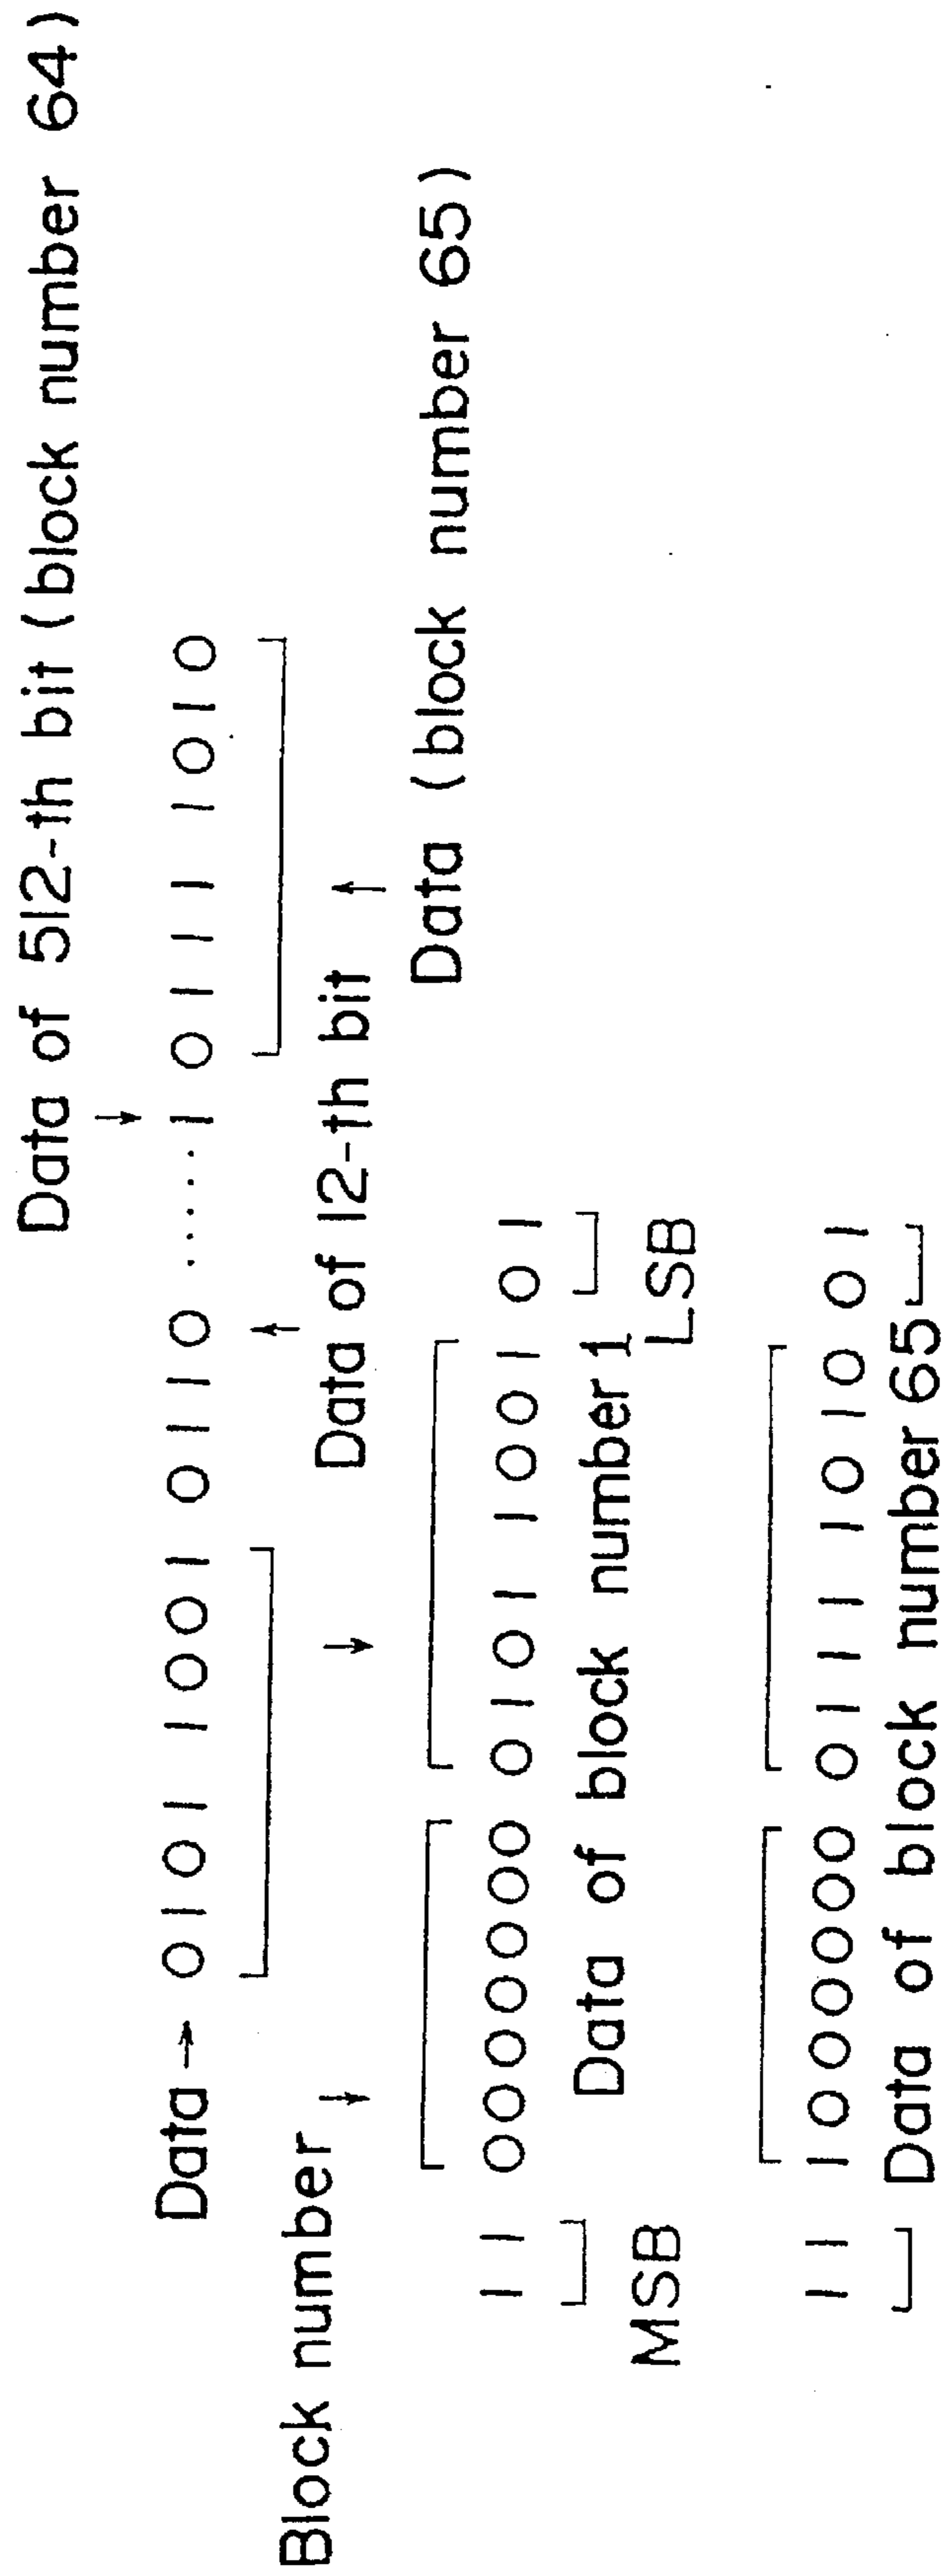 Data of 512-th bit (block number 64)
↓
Data → 0101 1001 0110 ····· 1 0111 1010
↑
Data of 12-th bit
↑
Data (block number 65)
Block number ↓ ↓
11 0000000 0101 1001 01
MSB Data of block number 1 LSB
11 1000000 0111 1010 01
Data of block number 65